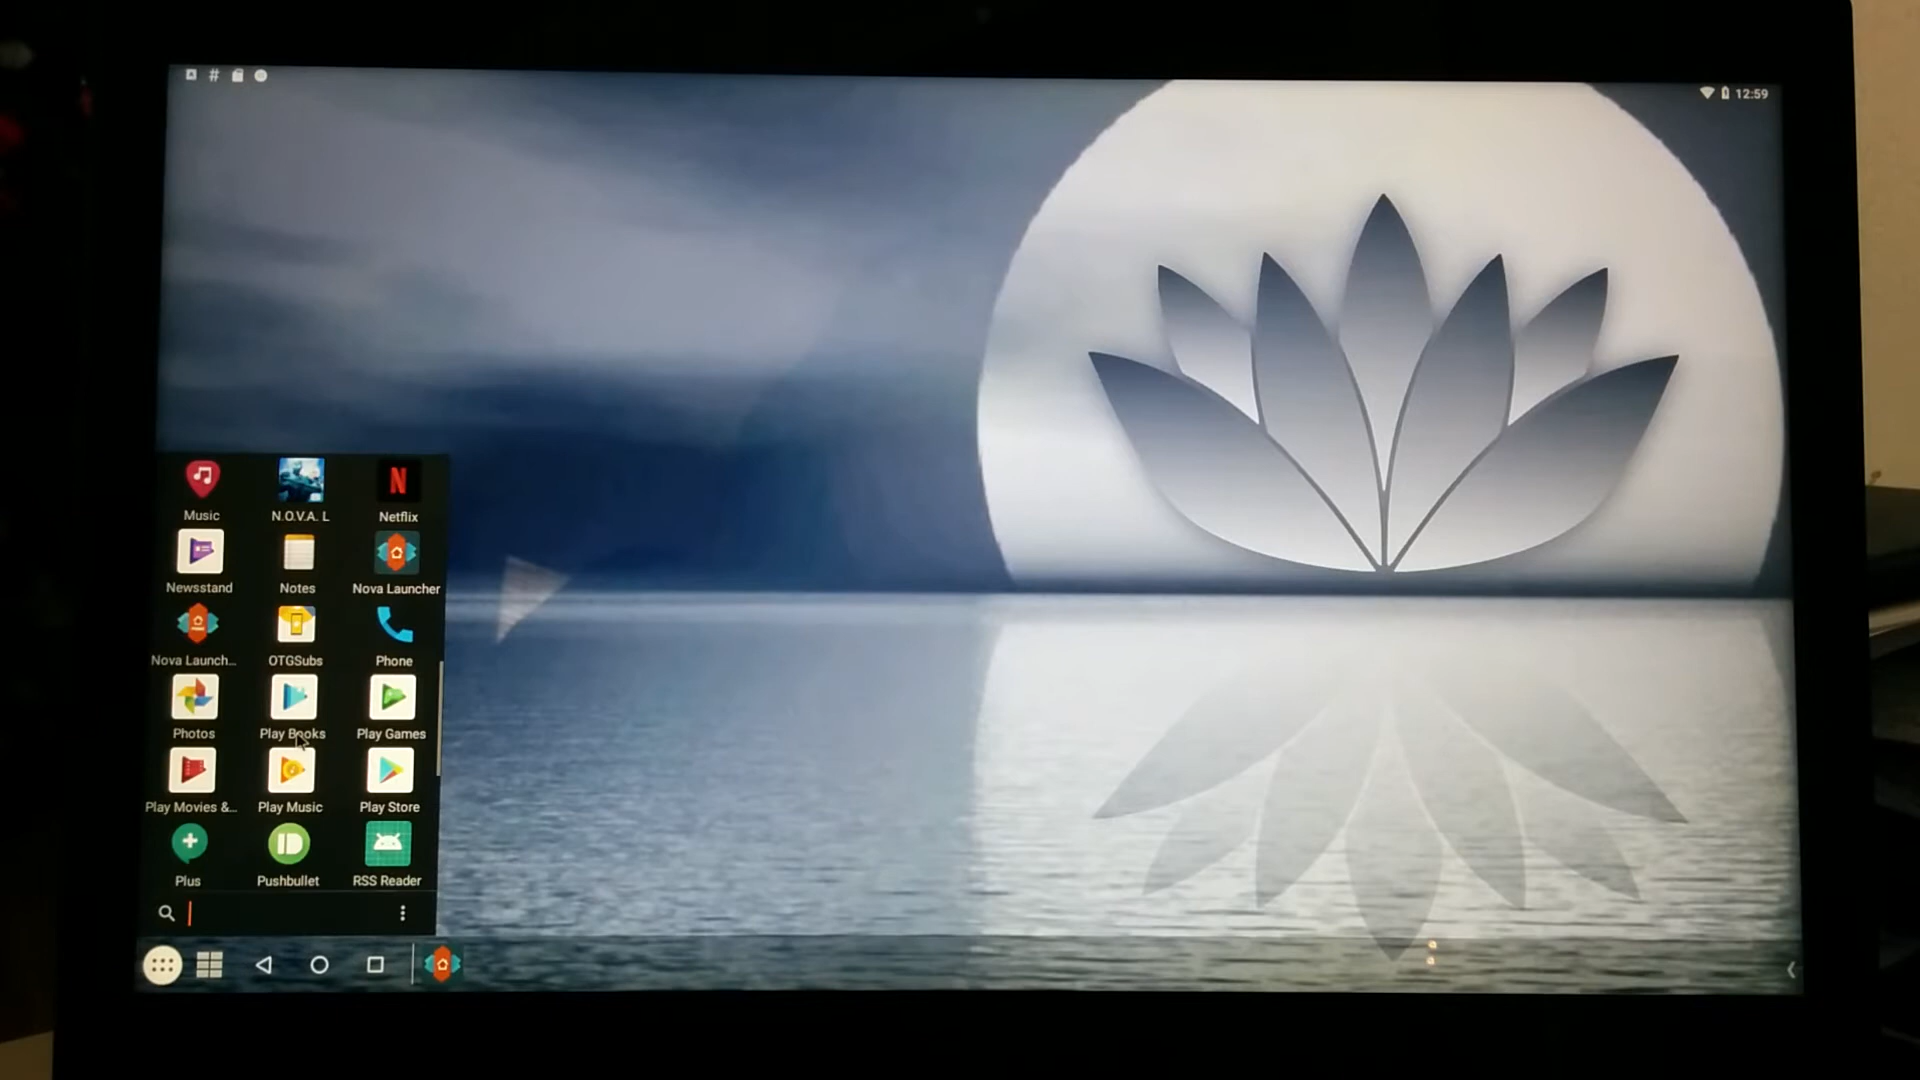 #
12:59
Music N.O.V.A. L Netflix
N
Newsstand Notes Nova Launcher
Nova Launch... OTGSubs Phone
Photos Play Books Play Games
Play Movies &... Play Music Play Store
Plus Pushbullet RSS Reader